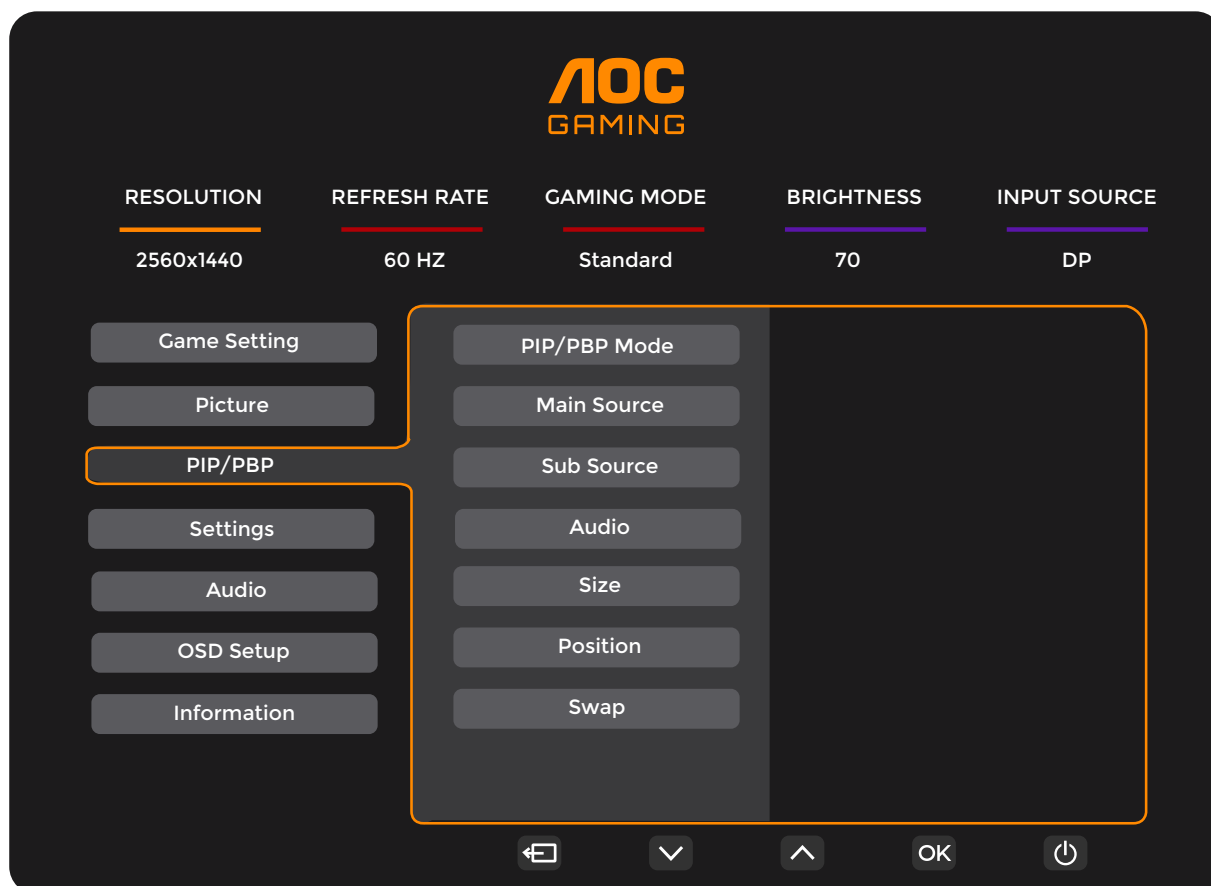 AOC
GAMING
RESOLUTION REFRESH RATE GAMING MODE BRIGHTNESS INPUT SOURCE
2560x1440 60 HZ Standard 70 DP
Game Setting
Picture
PIP/PBP
Settings
Audio
OSD Setup
Information
PIP/PBP Mode
Main Source
Sub Source
Audio
Size
Position
Swap
OK